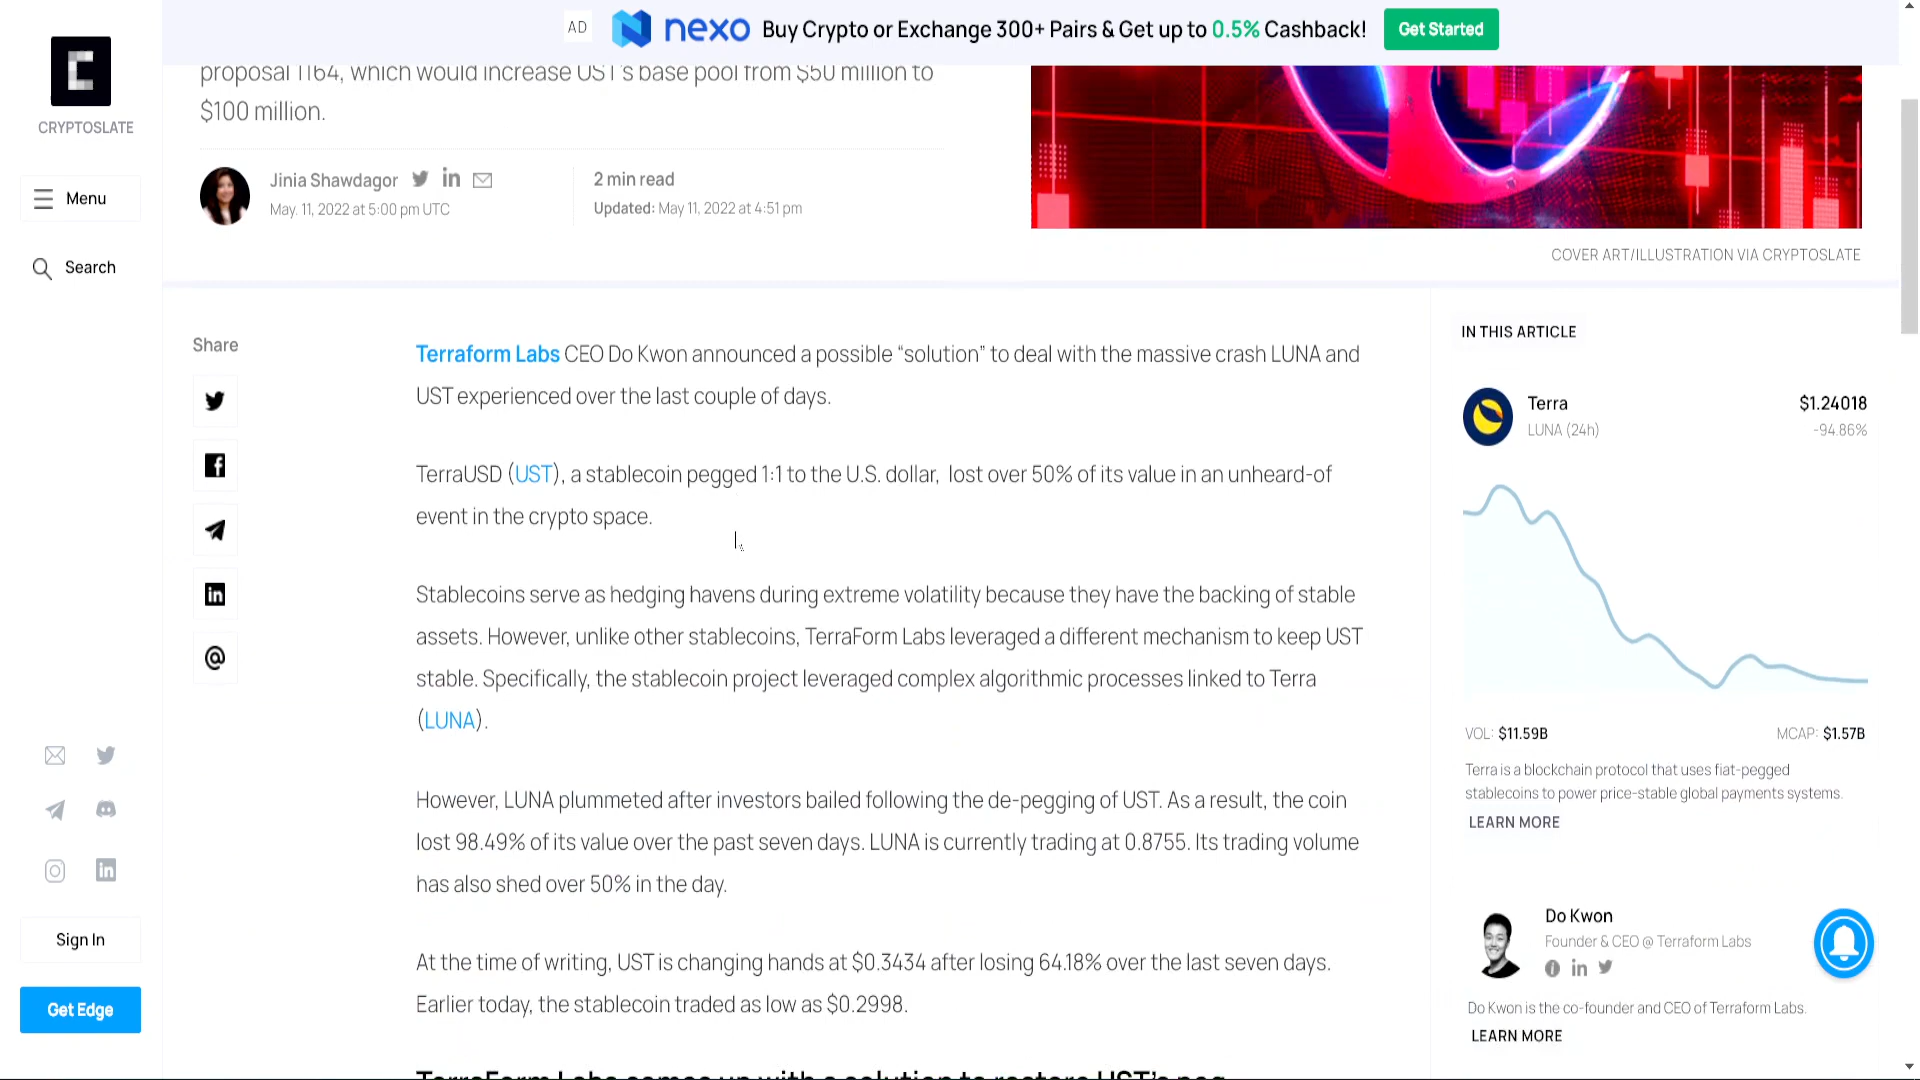 AD
nexo Buy Crypto or Exchange 300+ Pairs & Get up to 0.5% Cashback!
Get Started
CRYPTOSLATE
Menu
Search
proposal 1164, which would increase UST's base pool from $50 million to
$100 million.
Jinia Shawdagor
May. 11, 2022 at 5:00 pm UTC
2 min read
Updated: May 11, 2022 at 4:51 pm
COVER ART/ILLUSTRATION VIA CRYPTOSLATE
Share
Terraform Labs CEO Do Kwon announced a possible “solution” to deal with the massive crash LUNA and
UST experienced over the last couple of days.
TerraUSD (UST), a stablecoin pegged 1:1 to the U.S. dollar,  lost over 50% of its value in an unheard-of
event in the crypto space.
Stablecoins serve as hedging havens during extreme volatility because they have the backing of stable
assets. However, unlike other stablecoins, TerraForm Labs leveraged a different mechanism to keep UST
stable. Specifically, the stablecoin project leveraged complex algorithmic processes linked to Terra
(LUNA).
However, LUNA plummeted after investors bailed following the de-pegging of UST. As a result, the coin
lost 98.49% of its value over the past seven days. LUNA is currently trading at 0.8755. Its trading volume
has also shed over 50% in the day.
At the time of writing, UST is changing hands at $0.3434 after losing 64.18% over the last seven days.
Earlier today, the stablecoin traded as low as $0.2998.
TerraForm Labs comes up with a solution to restore UST's peg
IN THIS ARTICLE
Terra
LUNA (24h)
$1.24018
-94.86%
VOL: $11.59B
MCAP: $1.57B
Terra is a blockchain protocol that uses fiat-pegged
stablecoins to power price-stable global payments systems.
LEARN MORE
Do Kwon
Founder & CEO @ Terraform Labs
Do Kwon is the co-founder and CEO of Terraform Labs.
LEARN MORE
Sign In
Get Edge